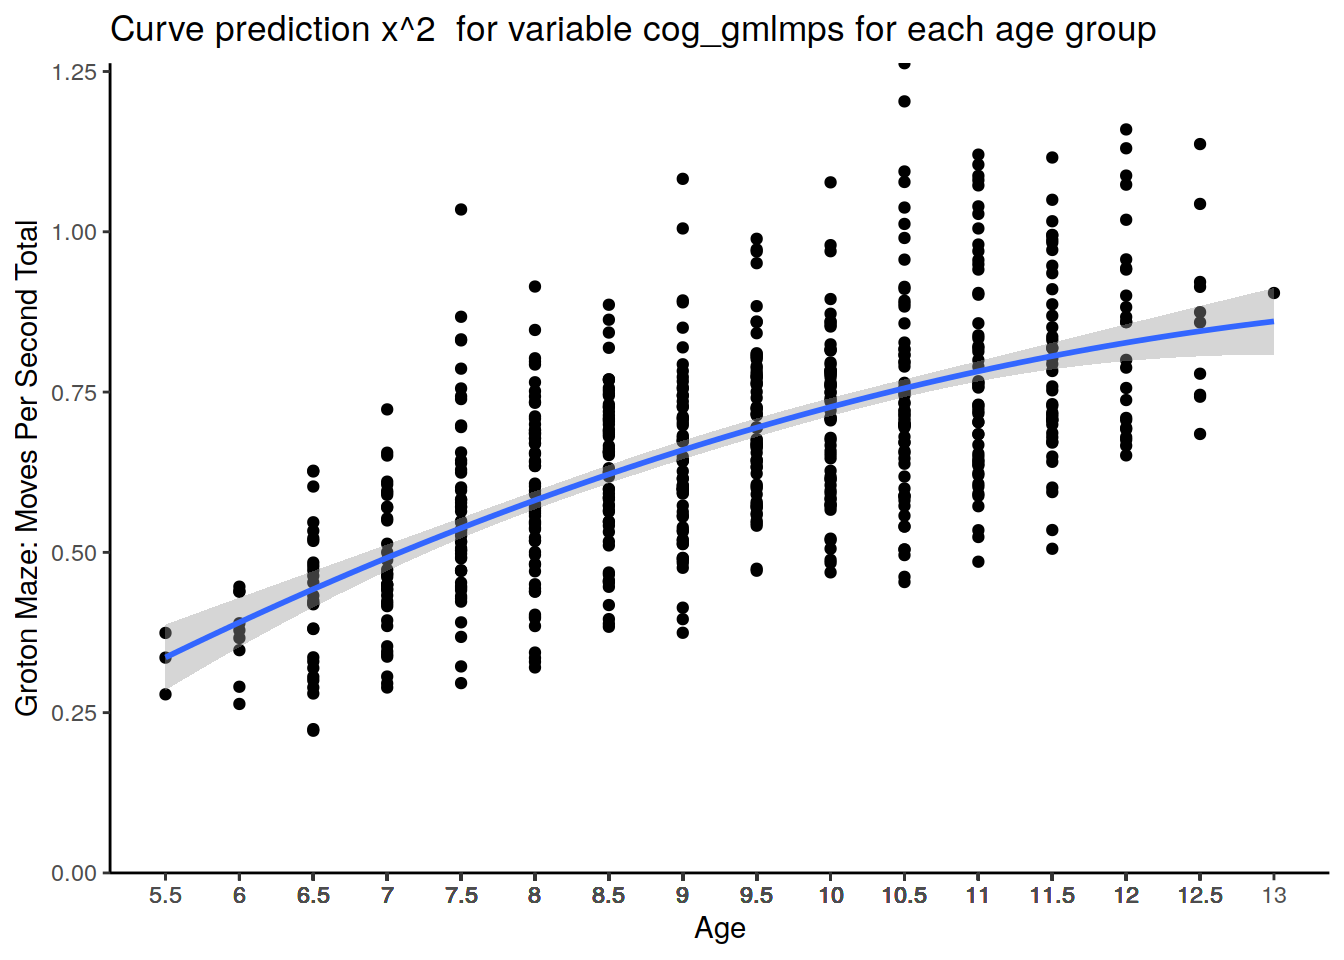 Curve prediction x^2  for variable cog_gmlmps for each age group
1.25
1.00
0.75
0.50
0.25
0.00
Groton Maze: Moves Per Second Total
5.5 6 6.5 7 7.5 8 8.5 9 9.5 10 10.5 11 11.5 12 12.5 13
Age